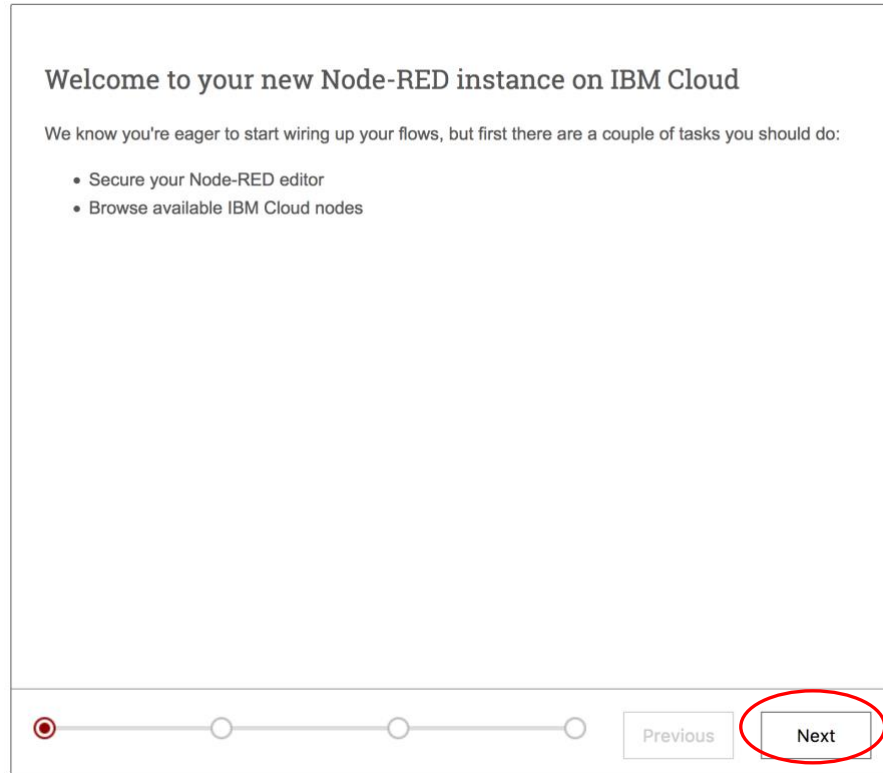 Welcome to your new Node-RED instance on IBM Cloud
We know you're eager to start wiring up your flows, but first there are a couple of tasks you should do:
• Secure your Node-RED editor
• Browse available IBM Cloud nodes
Previous
Next